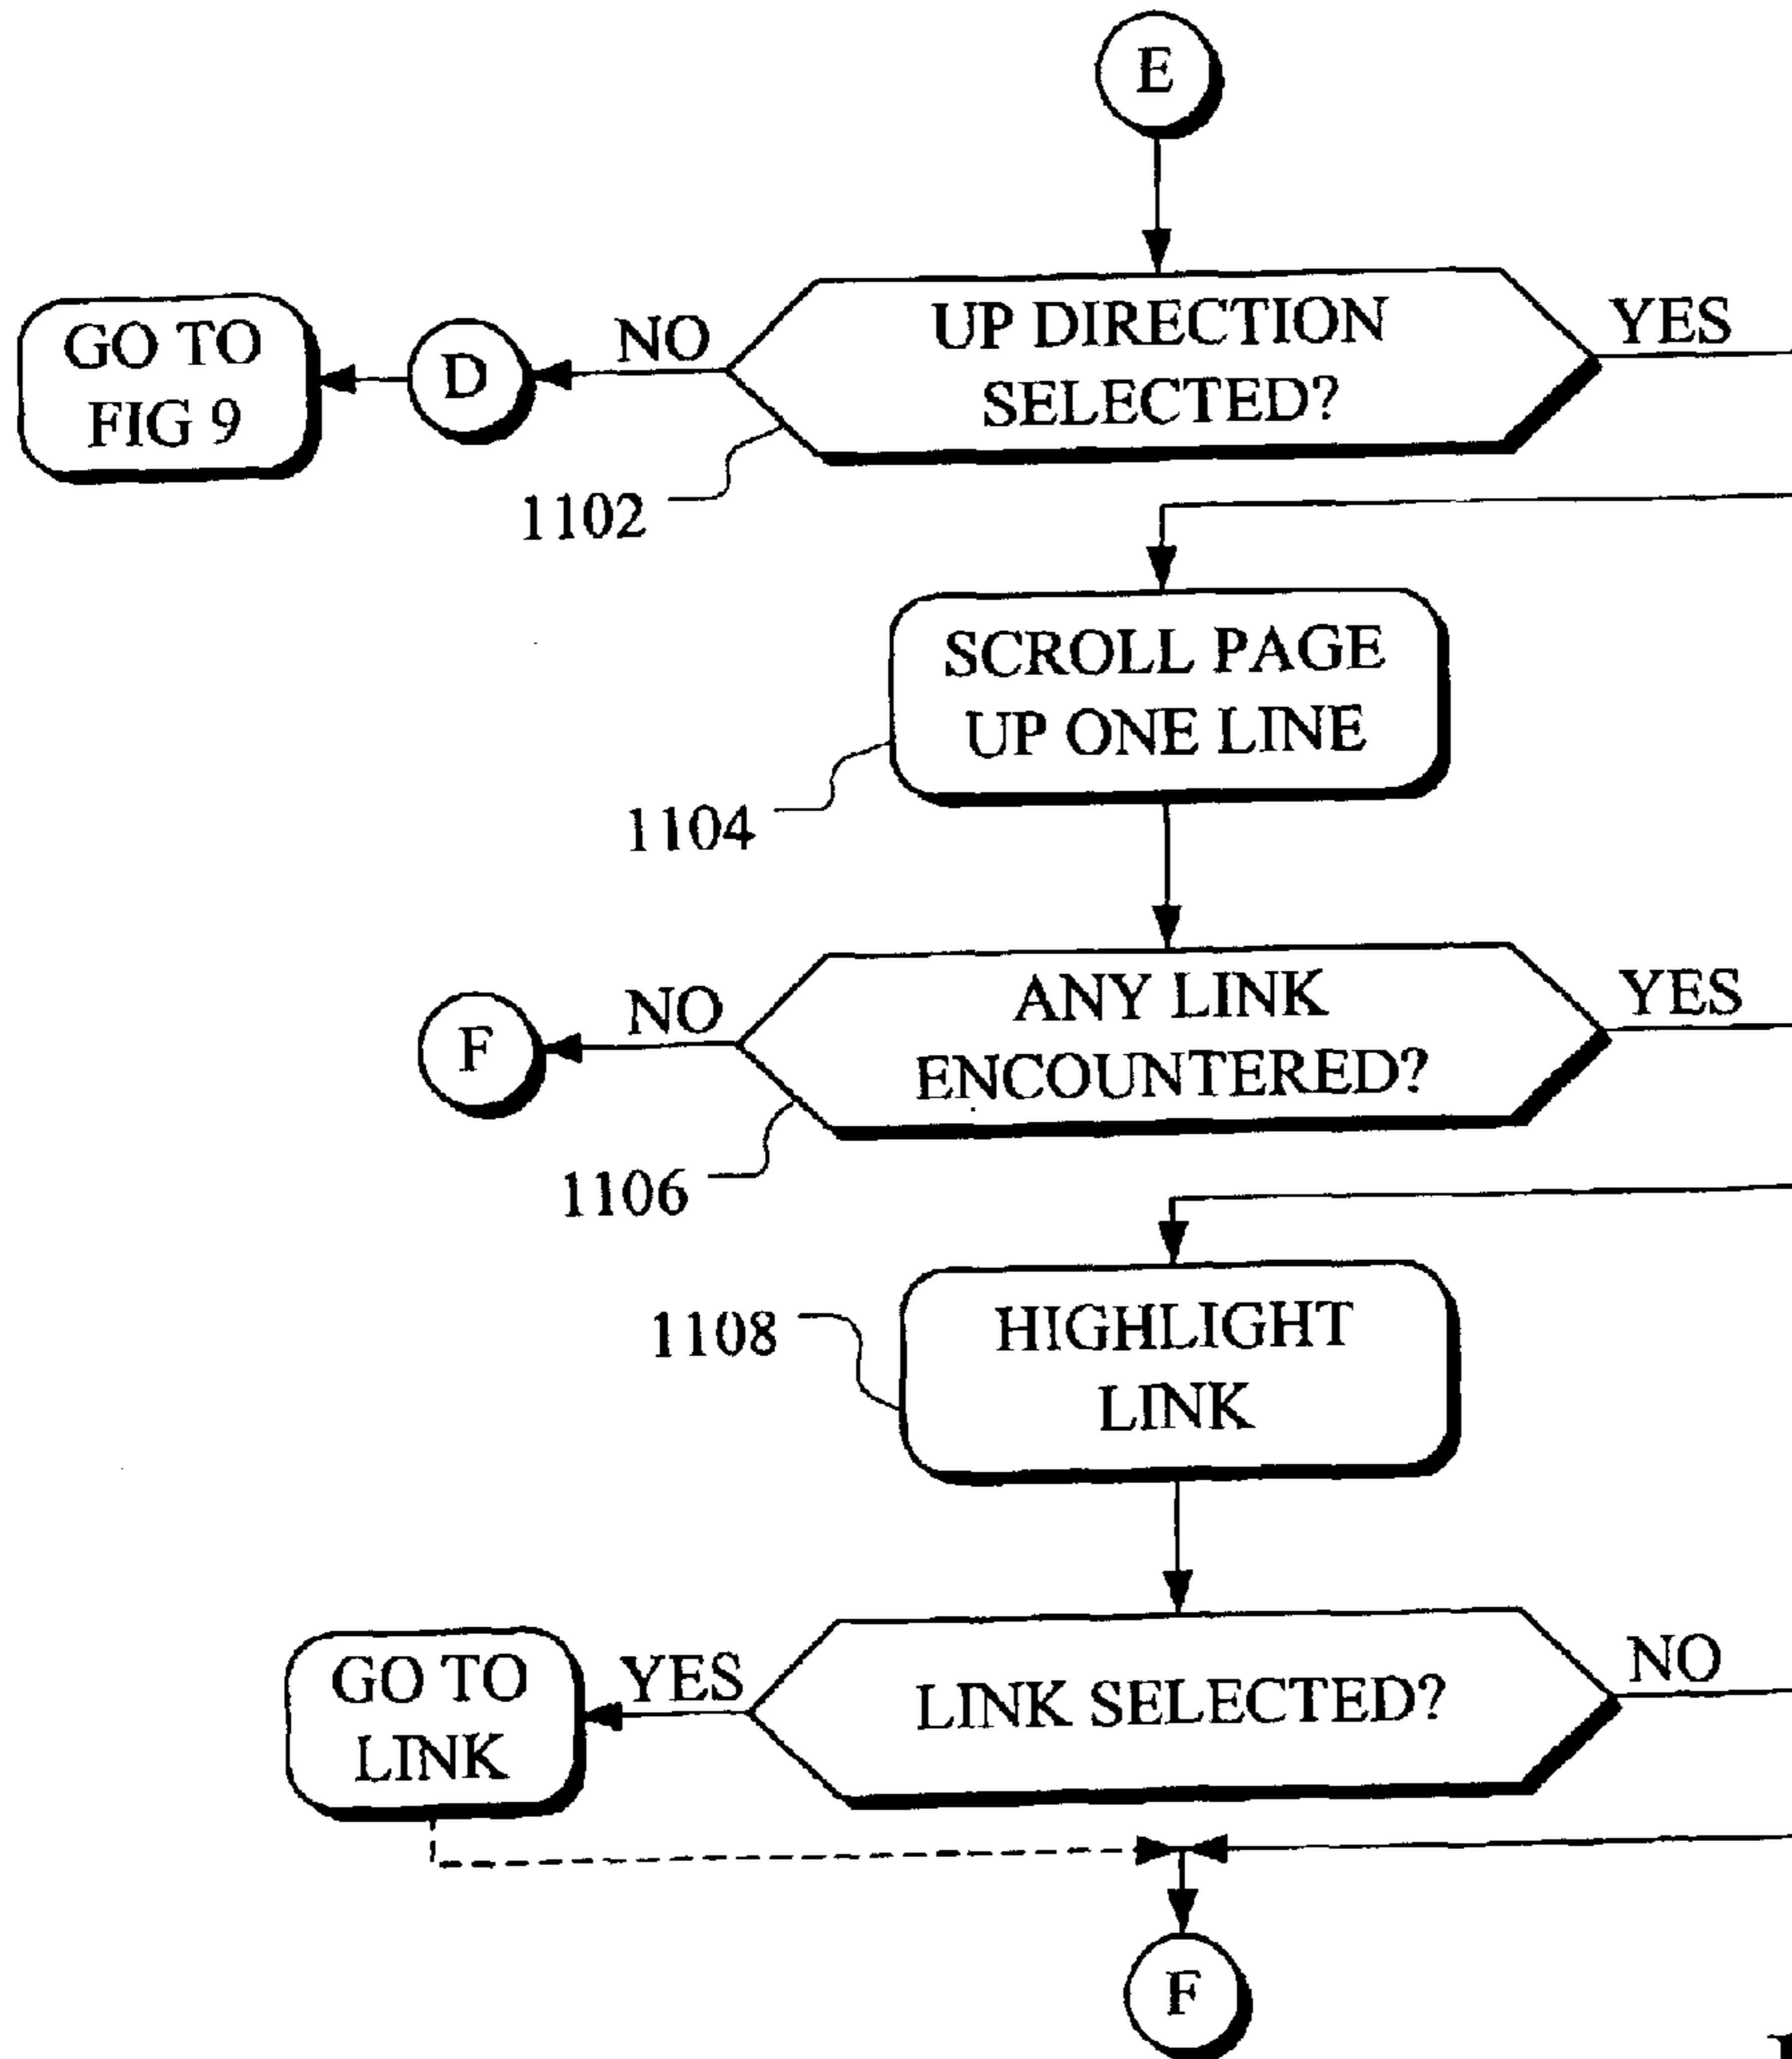 E
UP DIRECTION
SELECTED?
YES
NO
D
GO TO
FIG 9
1102
SCROLL PAGE
UP ONE LINE
1104
ANY LINK
ENCOUNTERED?
YES
NO
F
1106
HIGHLIGHT
LINK
1108
LINK SELECTED?
NO
YES
GO TO
LINK
F